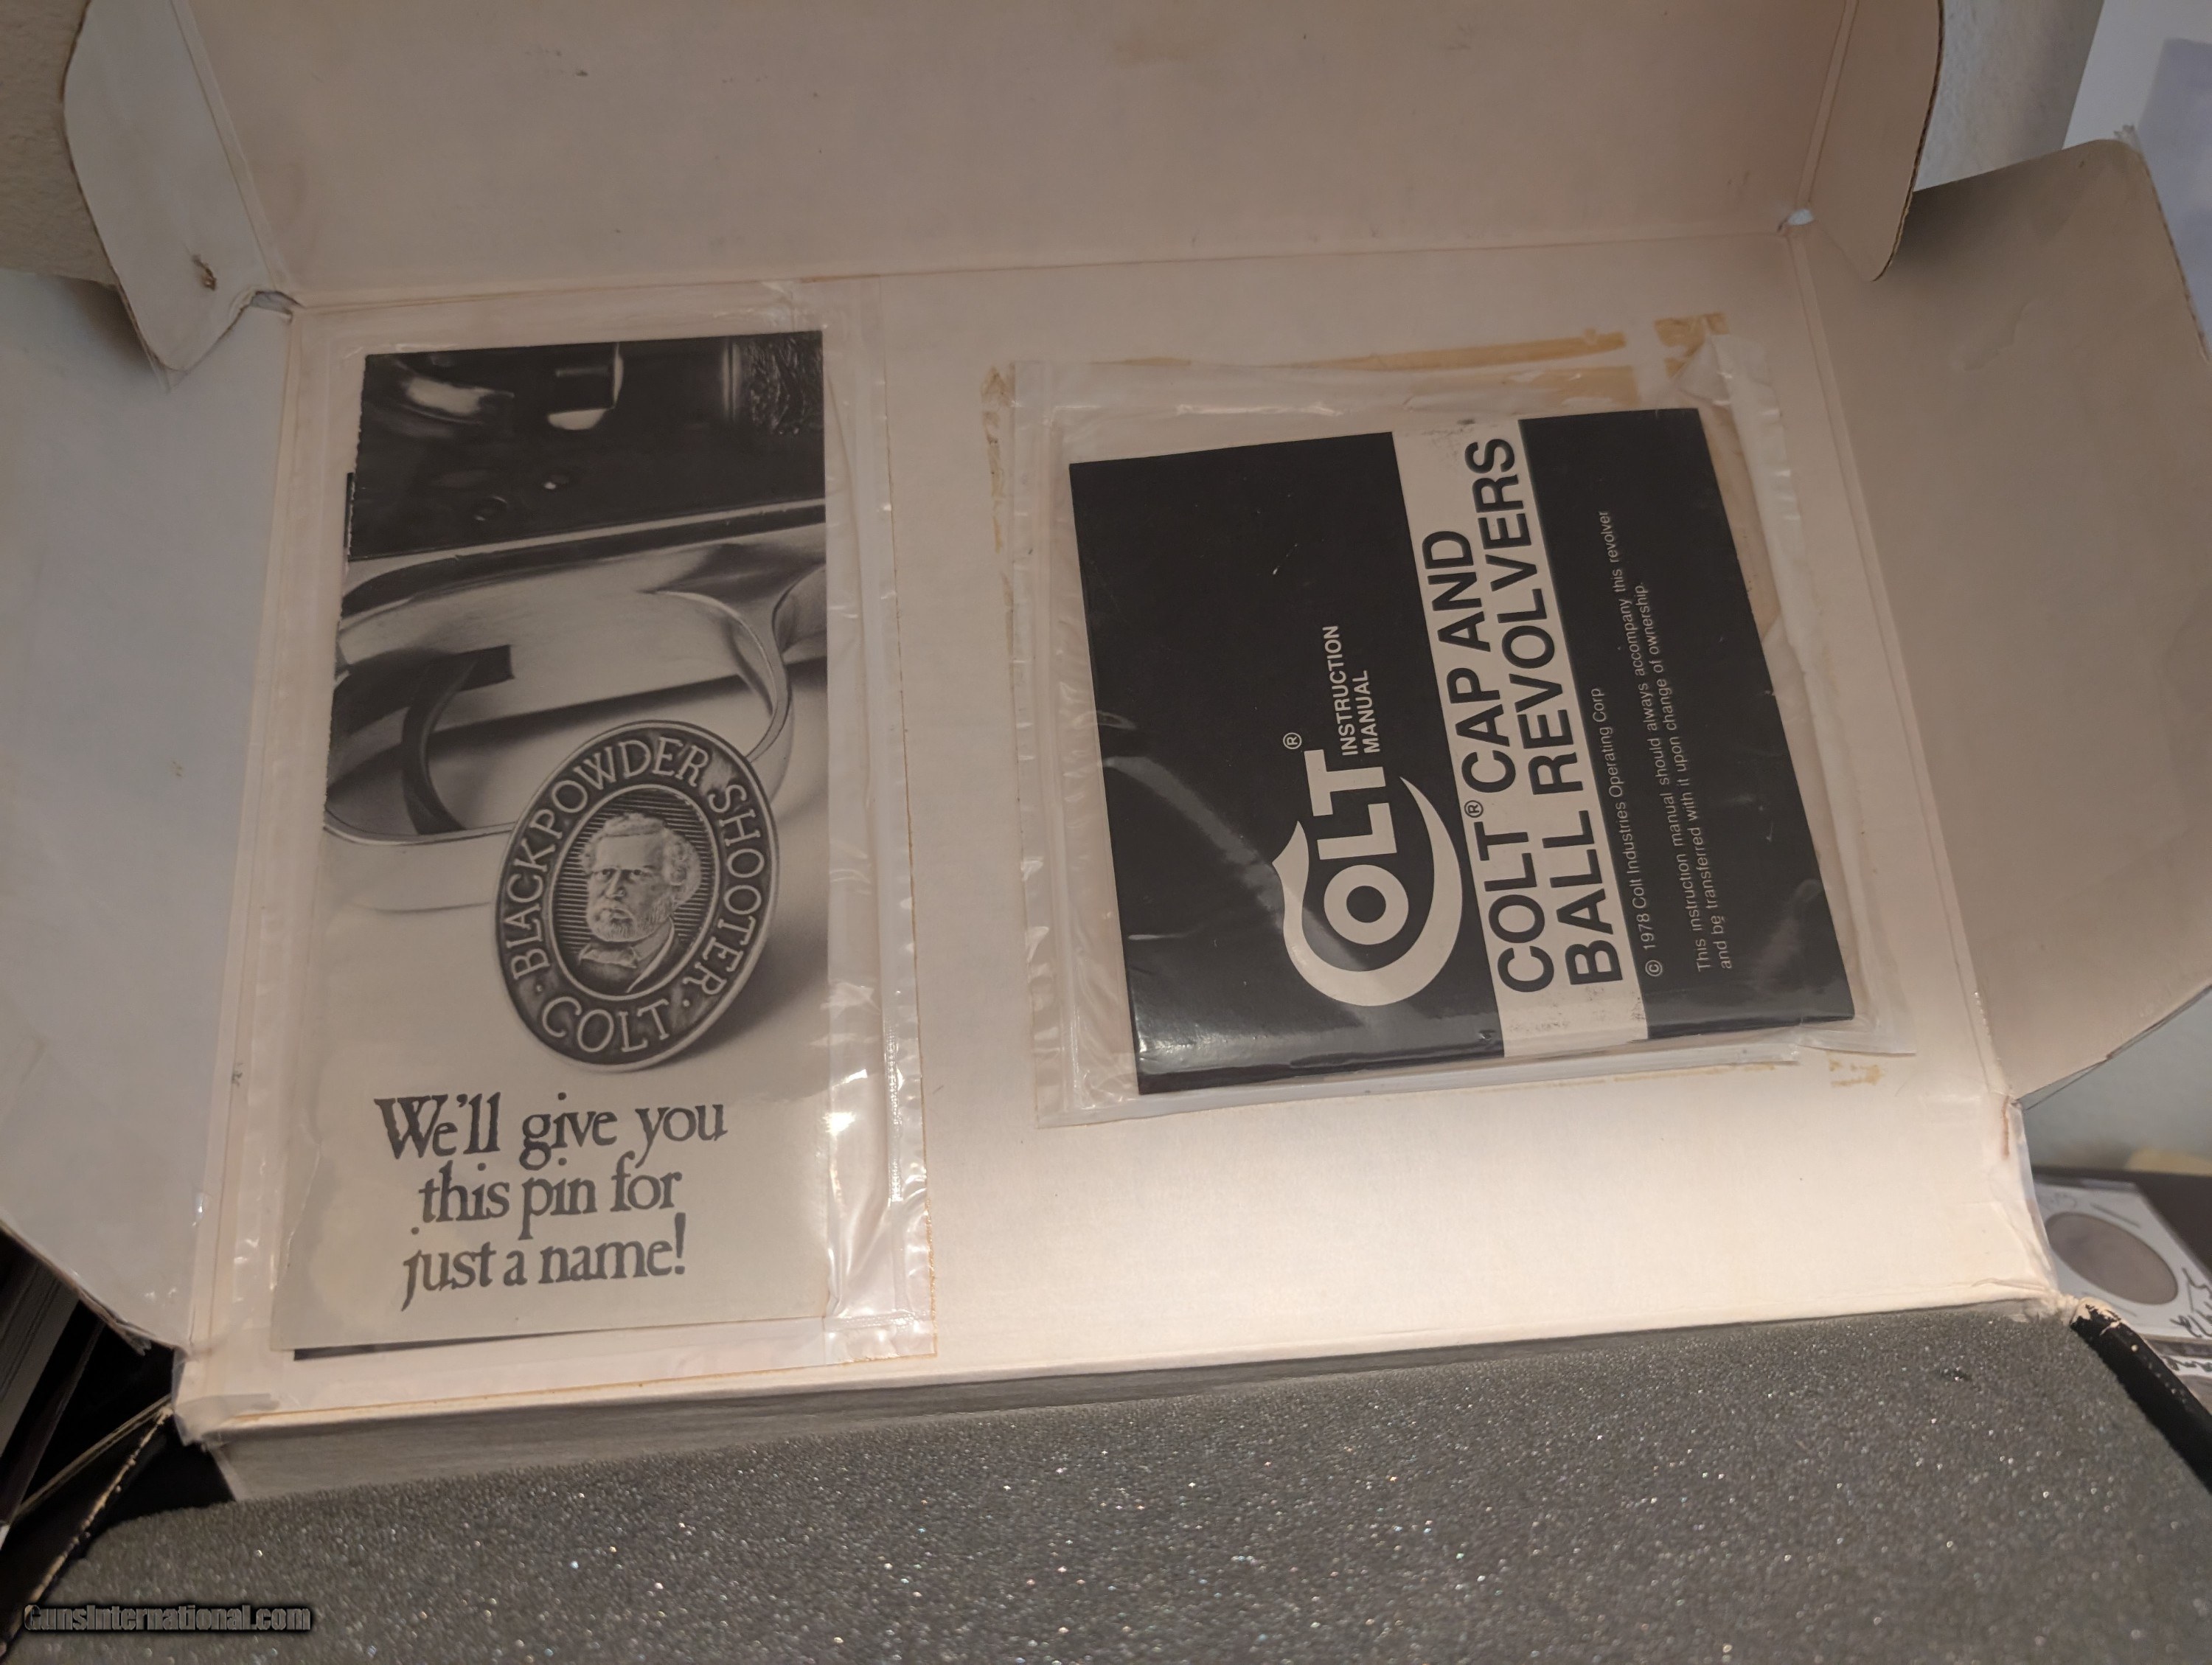 BLACKPOWDER SHOOTER
· COLT ·
We'll give you
this pin for
just a name!
COLT®
INSTRUCTION
MANUAL
COLT® CAP AND
BALL REVOLVERS
© 1978 Colt Industries Operating Corp
This instruction manual should always accompany this revolver
and be transferred with it upon change of ownership.
GunsInternational.com